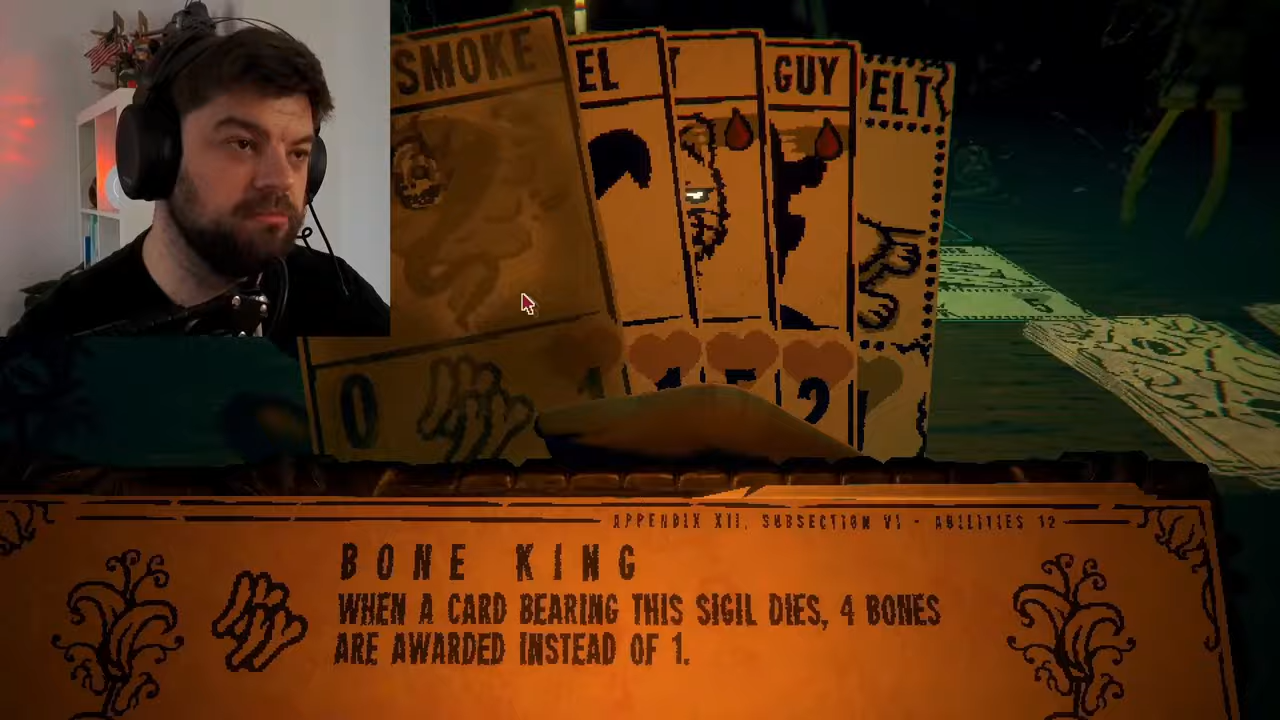 SMOKE
EL
GUY
PELT
0
2
APPENDIX XII, SUBSECTION VI - ABILITIES 12
BONE KING
WHEN A CARD BEARING THIS SIGIL DIES, 4 BONES
ARE AWARDED INSTEAD OF 1.